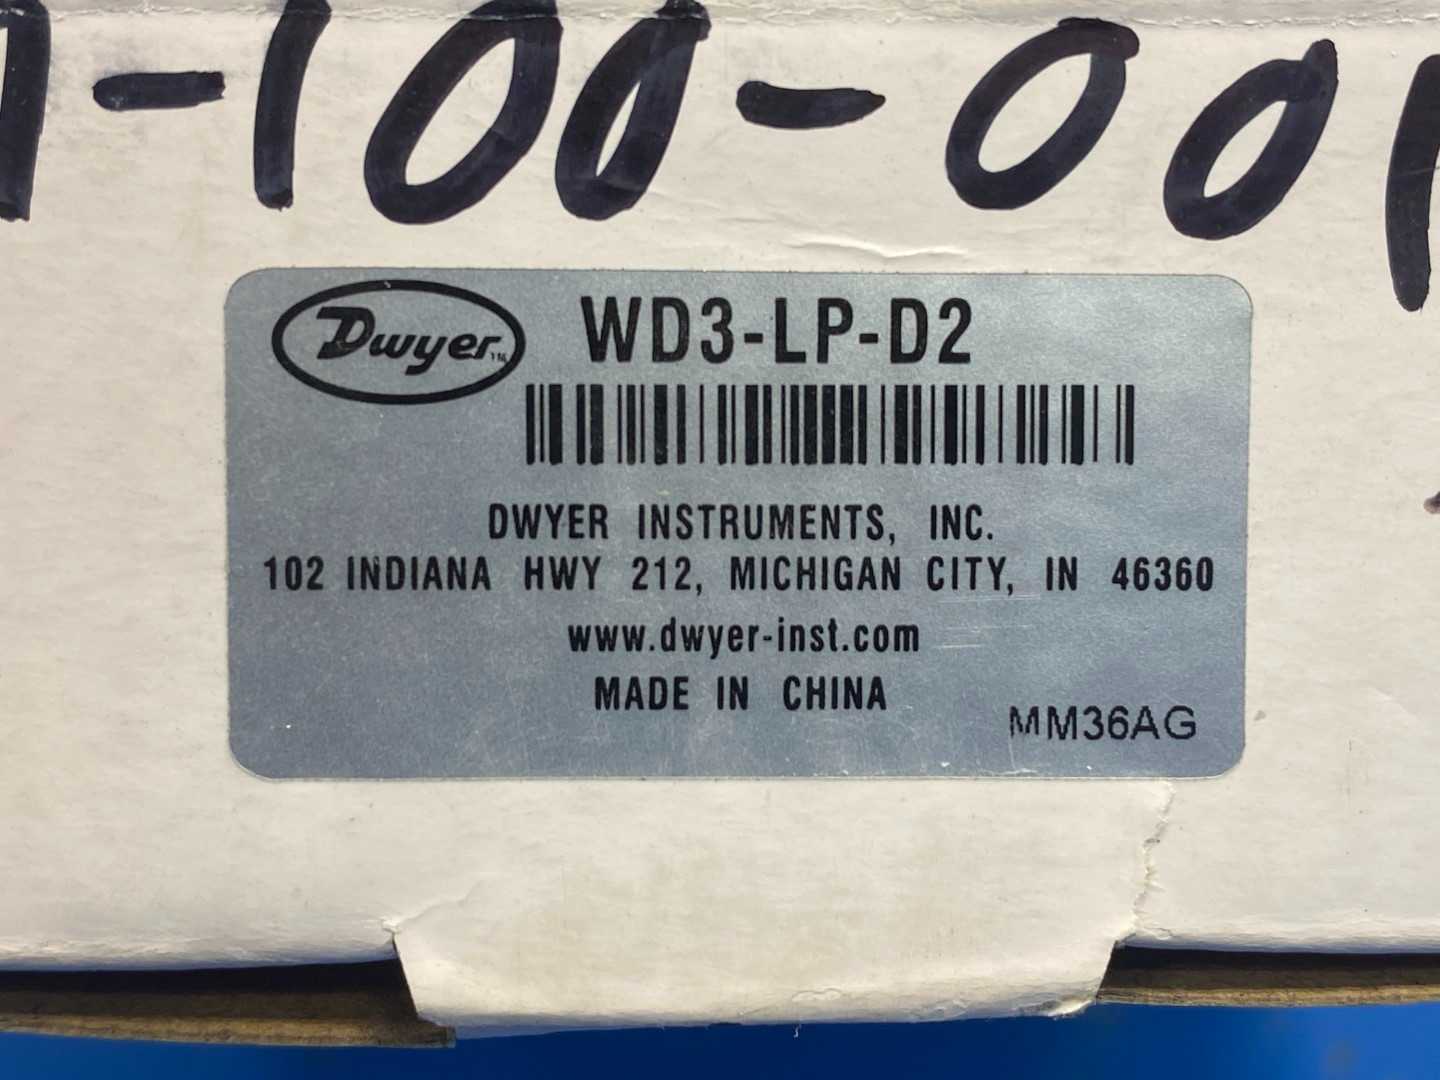 -100-001
Dwyer
WD3-LP-D2
DWYER INSTRUMENTS, INC.
102 INDIANA HWY 212, MICHIGAN CITY, IN 46360
www.dwyer-inst.com
MADE IN CHINA
MM36AG